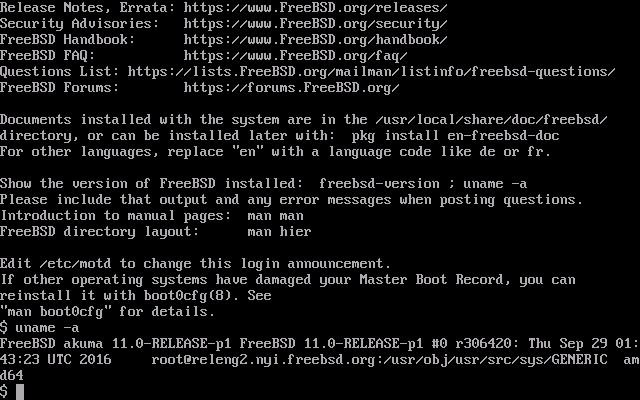 Release Notes, Errata: https://www.FreeBSD.org/releases/
Security Advisories:   https://www.FreeBSD.org/security/
FreeBSD Handbook:      https://www.FreeBSD.org/handbook/
FreeBSD FAQ:           https://www.FreeBSD.org/faq/
Questions List: https://lists.FreeBSD.org/mailman/listinfo/freebsd-questions/
FreeBSD Forums:        https://forums.FreeBSD.org/

Documents installed with the system are in the /usr/local/share/doc/freebsd/
directory, or can be installed later with:  pkg install en-freebsd-doc
For other languages, replace "en" with a language code like de or fr.

Show the version of FreeBSD installed:  freebsd-version ; uname -a
Please include that output and any error messages when posting questions.
Introduction to manual pages:  man man
FreeBSD directory layout:      man hier

Edit /etc/motd to change this login announcement.
If other operating systems have damaged your Master Boot Record, you can
reinstall it with boot0cfg(8). See
"man boot0cfg" for details.
$ uname -a
FreeBSD akuma 11.0-RELEASE-p1 FreeBSD 11.0-RELEASE-p1 #0 r306420: Thu Sep 29 01:
43:23 UTC 2016     root@releng2.nyi.freebsd.org:/usr/obj/usr/src/sys/GENERIC  am
d64
$